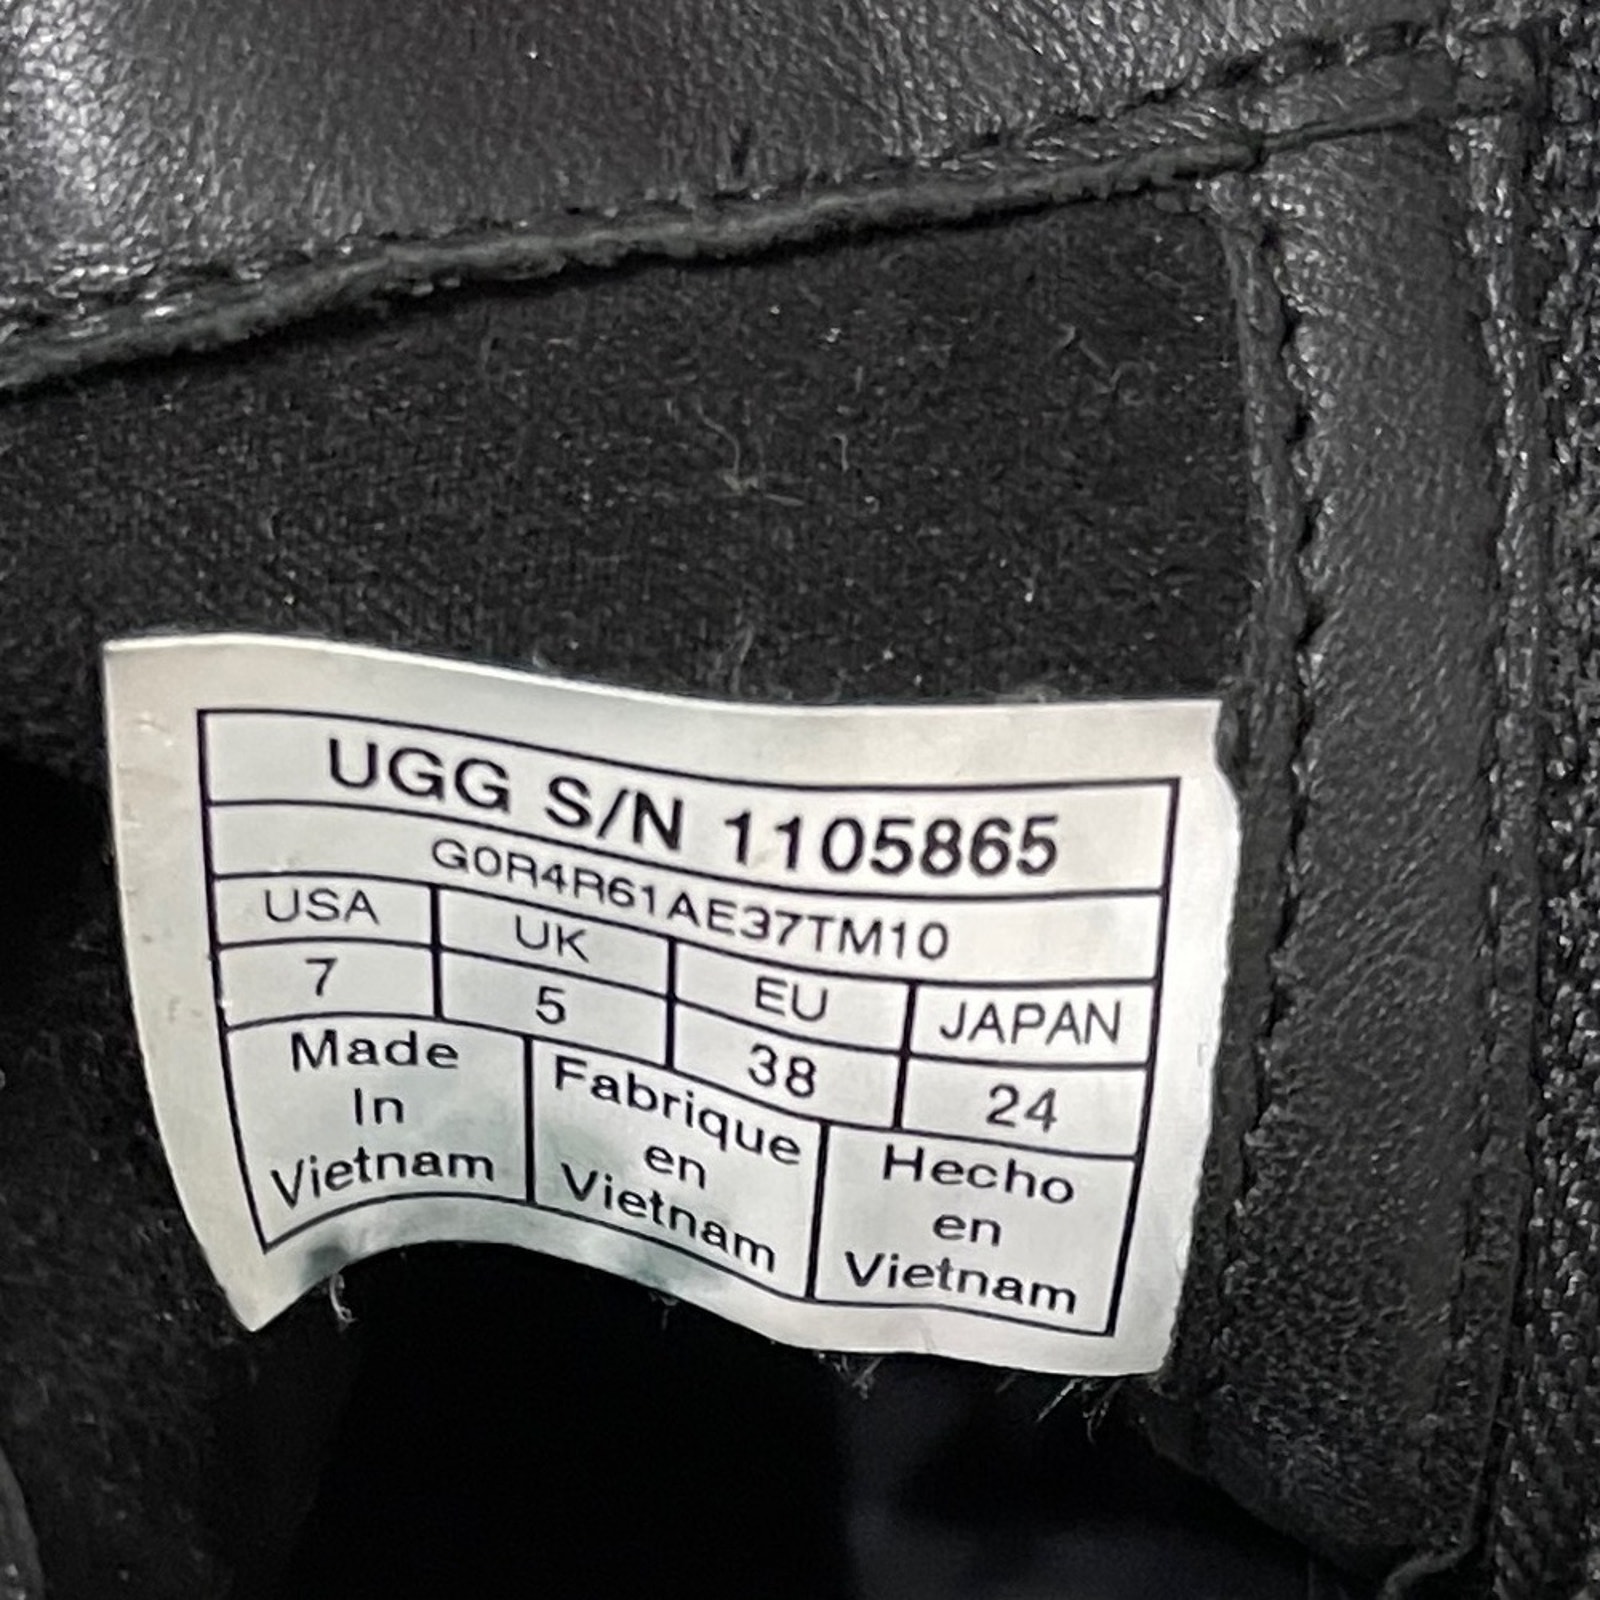 UGG S/N 1105865
G0R4R61AE37TM10
USA UK EU JAPAN
7 5 38 24
Made
In
Vietnam
Fabrique
en
Vietnam
Hecho
en
Vietnam